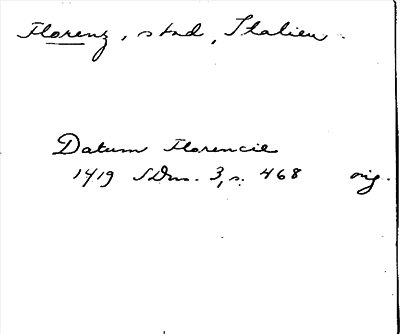 Florenz, stad, Italien.
Datum Florencie
1419 SDns. 3, s. 468 orig.